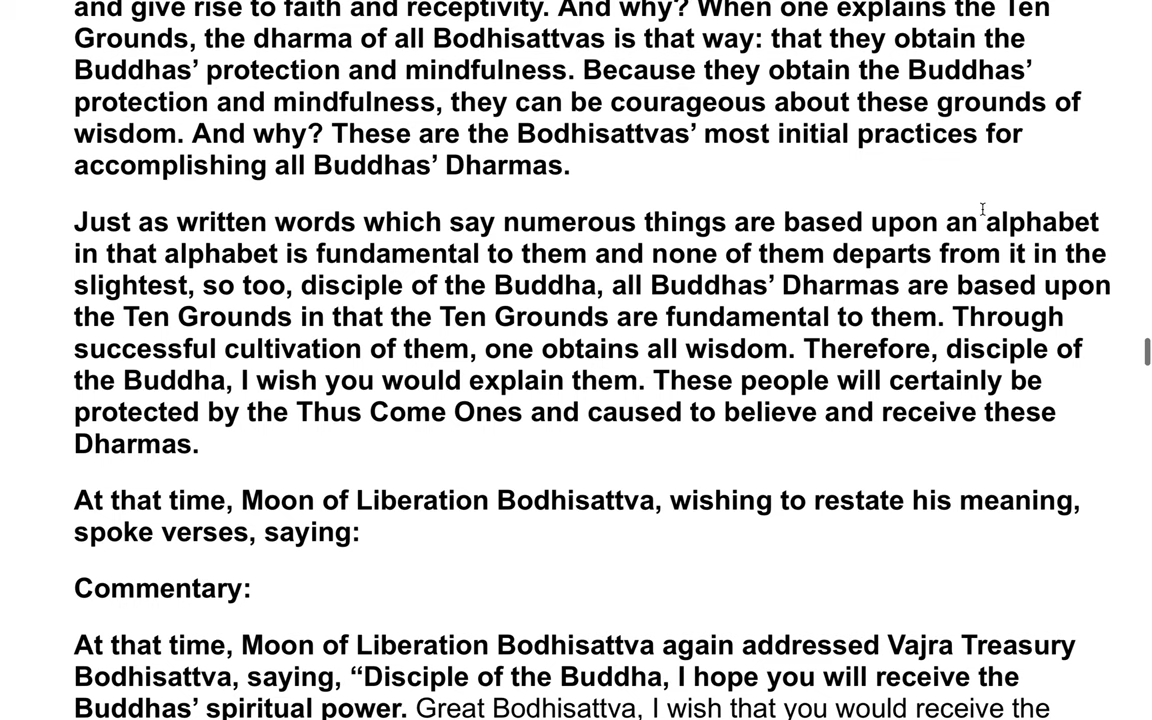 and give rise to faith and receptivity. And why? When one explains the Ten
Grounds, the dharma of all Bodhisattvas is that way: that they obtain the
Buddhas’ protection and mindfulness. Because they obtain the Buddhas’
protection and mindfulness, they can be courageous about these grounds of
wisdom. And why? These are the Bodhisattvas’ most initial practices for
accomplishing all Buddhas’ Dharmas.
Just as written words which say numerous things are based upon an alphabet
in that alphabet is fundamental to them and none of them departs from it in the
slightest, so too, disciple of the Buddha, all Buddhas’ Dharmas are based upon
the Ten Grounds in that the Ten Grounds are fundamental to them. Through
successful cultivation of them, one obtains all wisdom. Therefore, disciple of
the Buddha, I wish you would explain them. These people will certainly be
protected by the Thus Come Ones and caused to believe and receive these
Dharmas.
At that time, Moon of Liberation Bodhisattva, wishing to restate his meaning,
spoke verses, saying:
Commentary:
At that time, Moon of Liberation Bodhisattva again addressed Vajra Treasury
Bodhisattva, saying, “Disciple of the Buddha, I hope you will receive the
Buddhas’ spiritual power. Great Bodhisattva, I wish that you would receive the